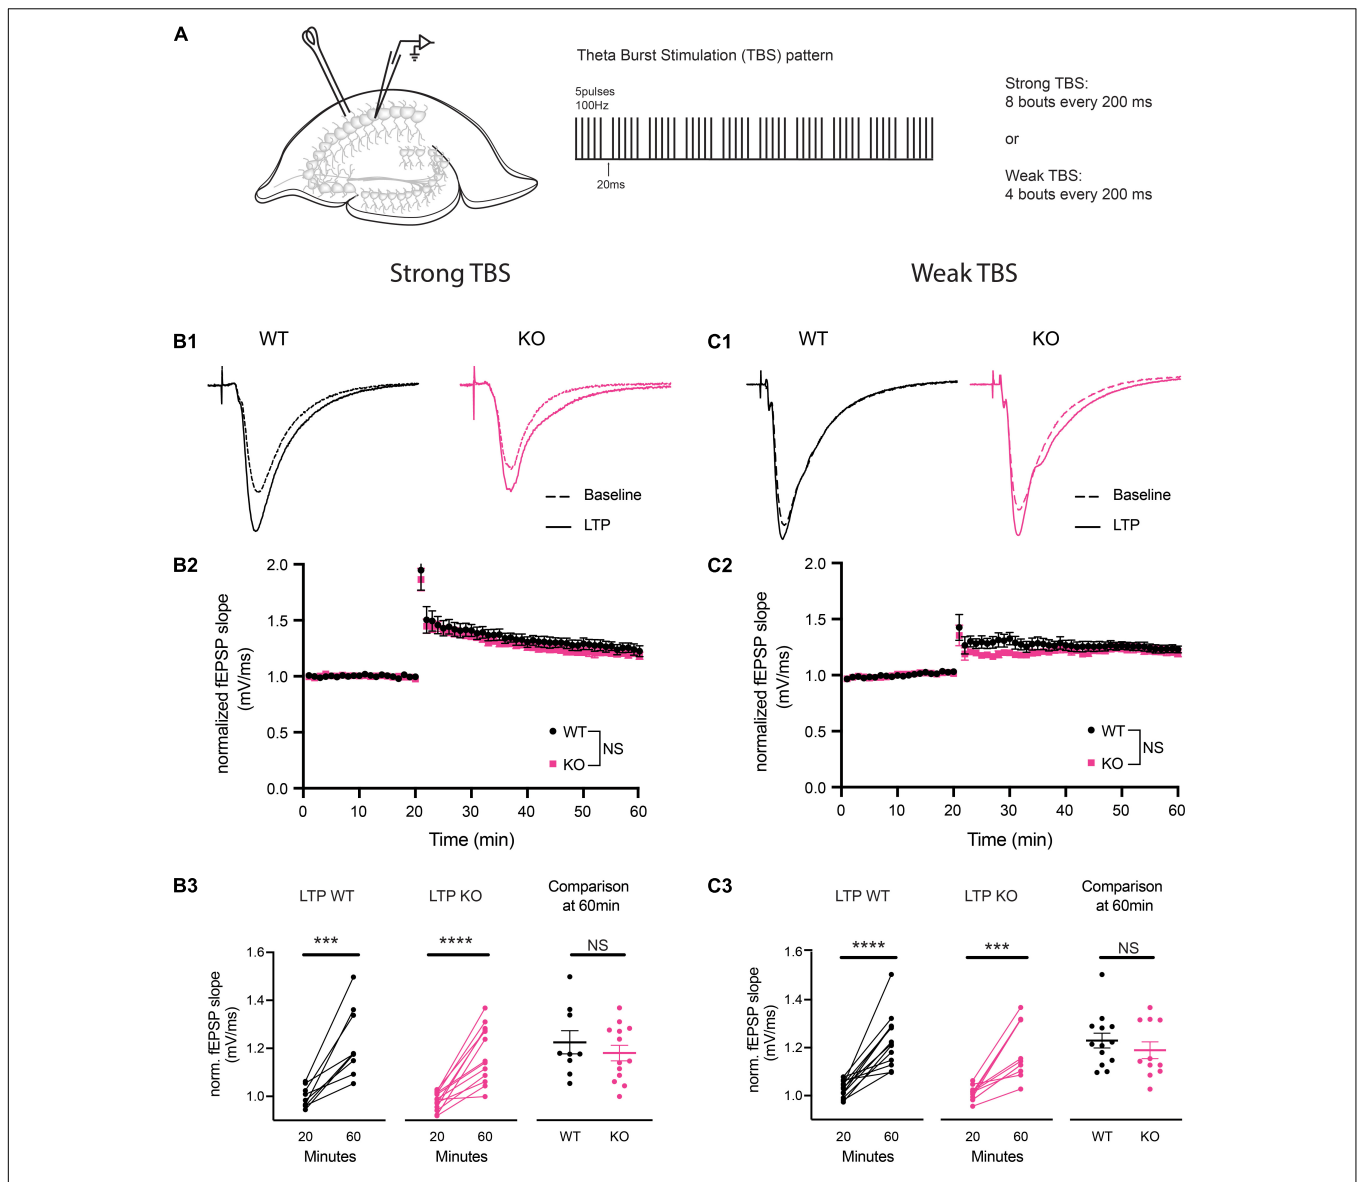 A
Theta Burst Stimulation (TBS) pattern
5pulses
100Hz
20ms
Strong TBS:
8 bouts every 200 ms
or
Weak TBS:
4 bouts every 200 ms
Strong TBS
Weak TBS
B1
WT
KO
Baseline
LTP
C1
WT
KO
Baseline
LTP
B2
normalized fEPSP slope
(mV/ms)
2.0
1.5
1.0
0.5
0.0
WT
KO
NS
0 10 20 30 40 50 60
Time (min)
C2
normalized fEPSP slope
(mV/ms)
2.0
1.5
1.0
0.5
0.0
WT
KO
NS
0 10 20 30 40 50 60
Time (min)
B3
LTP WT
LTP KO
Comparison
at 60min
norm. fEPSP slope
(mV/ms)
1.6
1.4
1.2
1.0
***
****
NS
20 60
Minutes
20 60
Minutes
WT KO
C3
LTP WT
LTP KO
Comparison
at 60min
norm. fEPSP slope
(mV/ms)
1.6
1.4
1.2
1.0
****
***
NS
20 60
Minutes
20 60
Minutes
WT KO